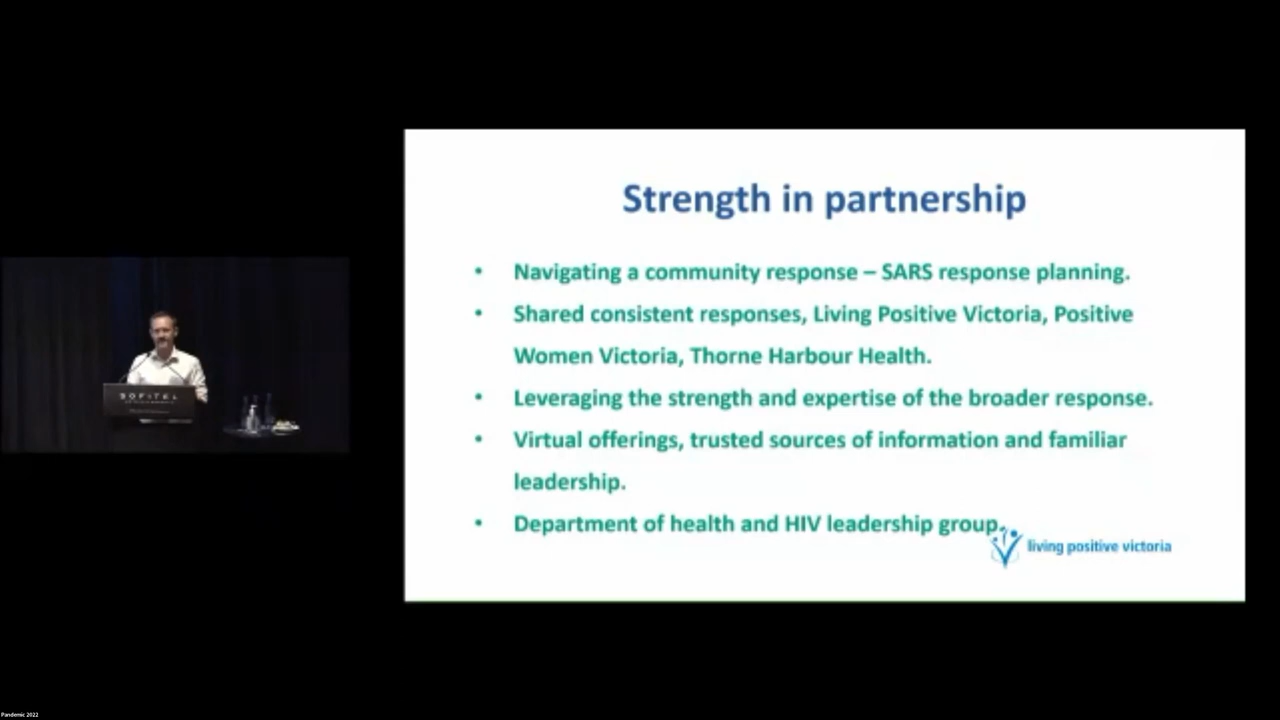 Strength in partnership
• Navigating a community response – SARS response planning.
• Shared consistent responses, Living Positive Victoria, Positive
Women Victoria, Thorne Harbour Health.
• Leveraging the strength and expertise of the broader response.
• Virtual offerings, trusted sources of information and familiar
leadership.
• Department of health and HIV leadership group.
living positive victoria
SOFITEL
Pandemic 2022